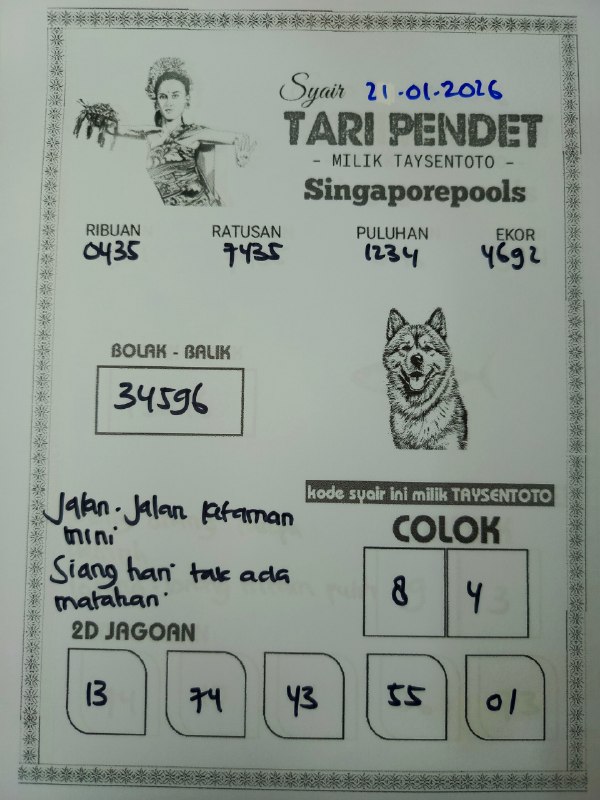 Syair 21-01-2026
TARI PENDET
- MILIK TAYSENTOTO -
Singaporepools
RIBUAN RATUSAN PULUHAN EKOR
0435 7435 1234 4692
BOLAK - BALIK
34596
kode syair ini milik TAYSENTOTO
Jalan-Jalan ketaman
mini
COLOK
8 4
Siang hari tak ada
matahari
2D JAGOAN
13 74 43 55 01